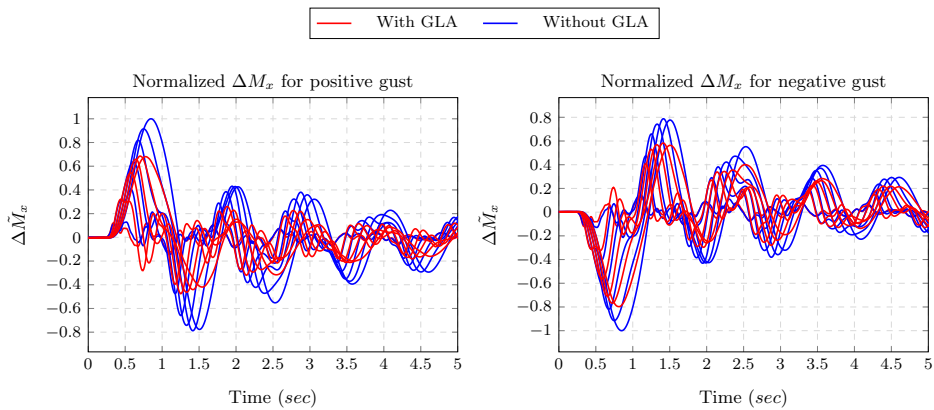 With GLA   Without GLA
Normalized ΔM_x for positive gust
1
0.8
0.6
0.4
0.2
0
−0.2
−0.4
−0.6
−0.8
0 0.5 1 1.5 2 2.5 3 3.5 4 4.5 5
ΔM̃_x
Time (sec)
Normalized ΔM_x for negative gust
0.8
0.6
0.4
0.2
0
−0.2
−0.4
−0.6
−0.8
−1
0 0.5 1 1.5 2 2.5 3 3.5 4 4.5 5
ΔM̃_x
Time (sec)